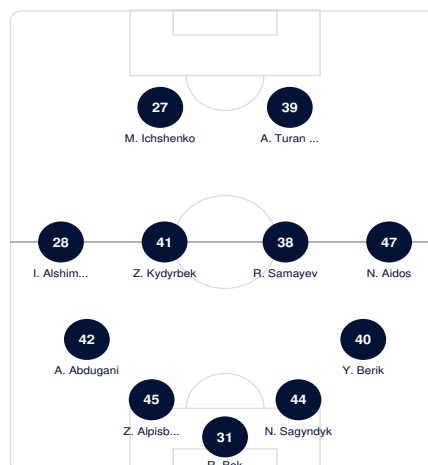 27
39
M. Ichshenko
A. Turan ...
28
41
38
47
I. Alshim...
Z. Kydyrbek
R. Samayev
N. Aidos
42
40
A. Abdugani
Y. Berik
45
44
Z. Alpisb...
N. Sagyndyk
31